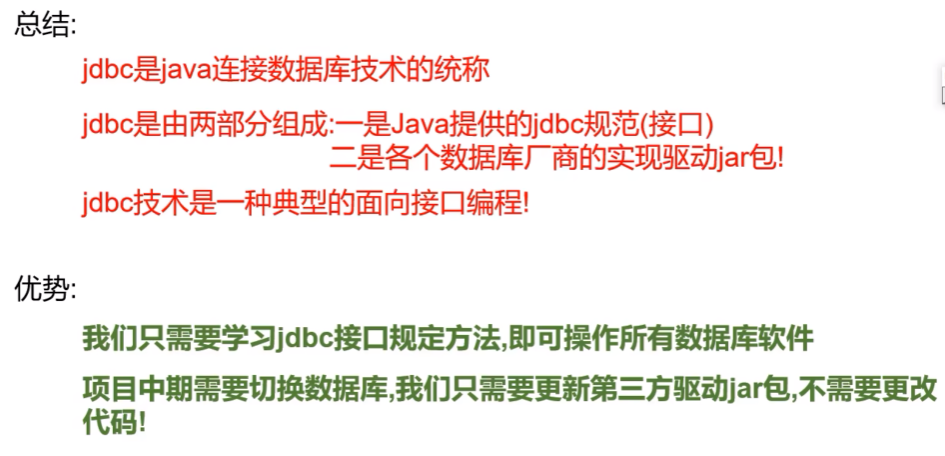 总结:
jdbc是java连接数据库技术的统称
jdbc是由两部分组成:一是Java提供的jdbc规范(接口)
二是各个数据库厂商的实现驱动jar包!
jdbc技术是一种典型的面向接口编程!
优势:
我们只需要学习jdbc接口规定方法,即可操作所有数据库软件
项目中期需要切换数据库,我们只需要更新第三方驱动jar包,不需要更改
代码!